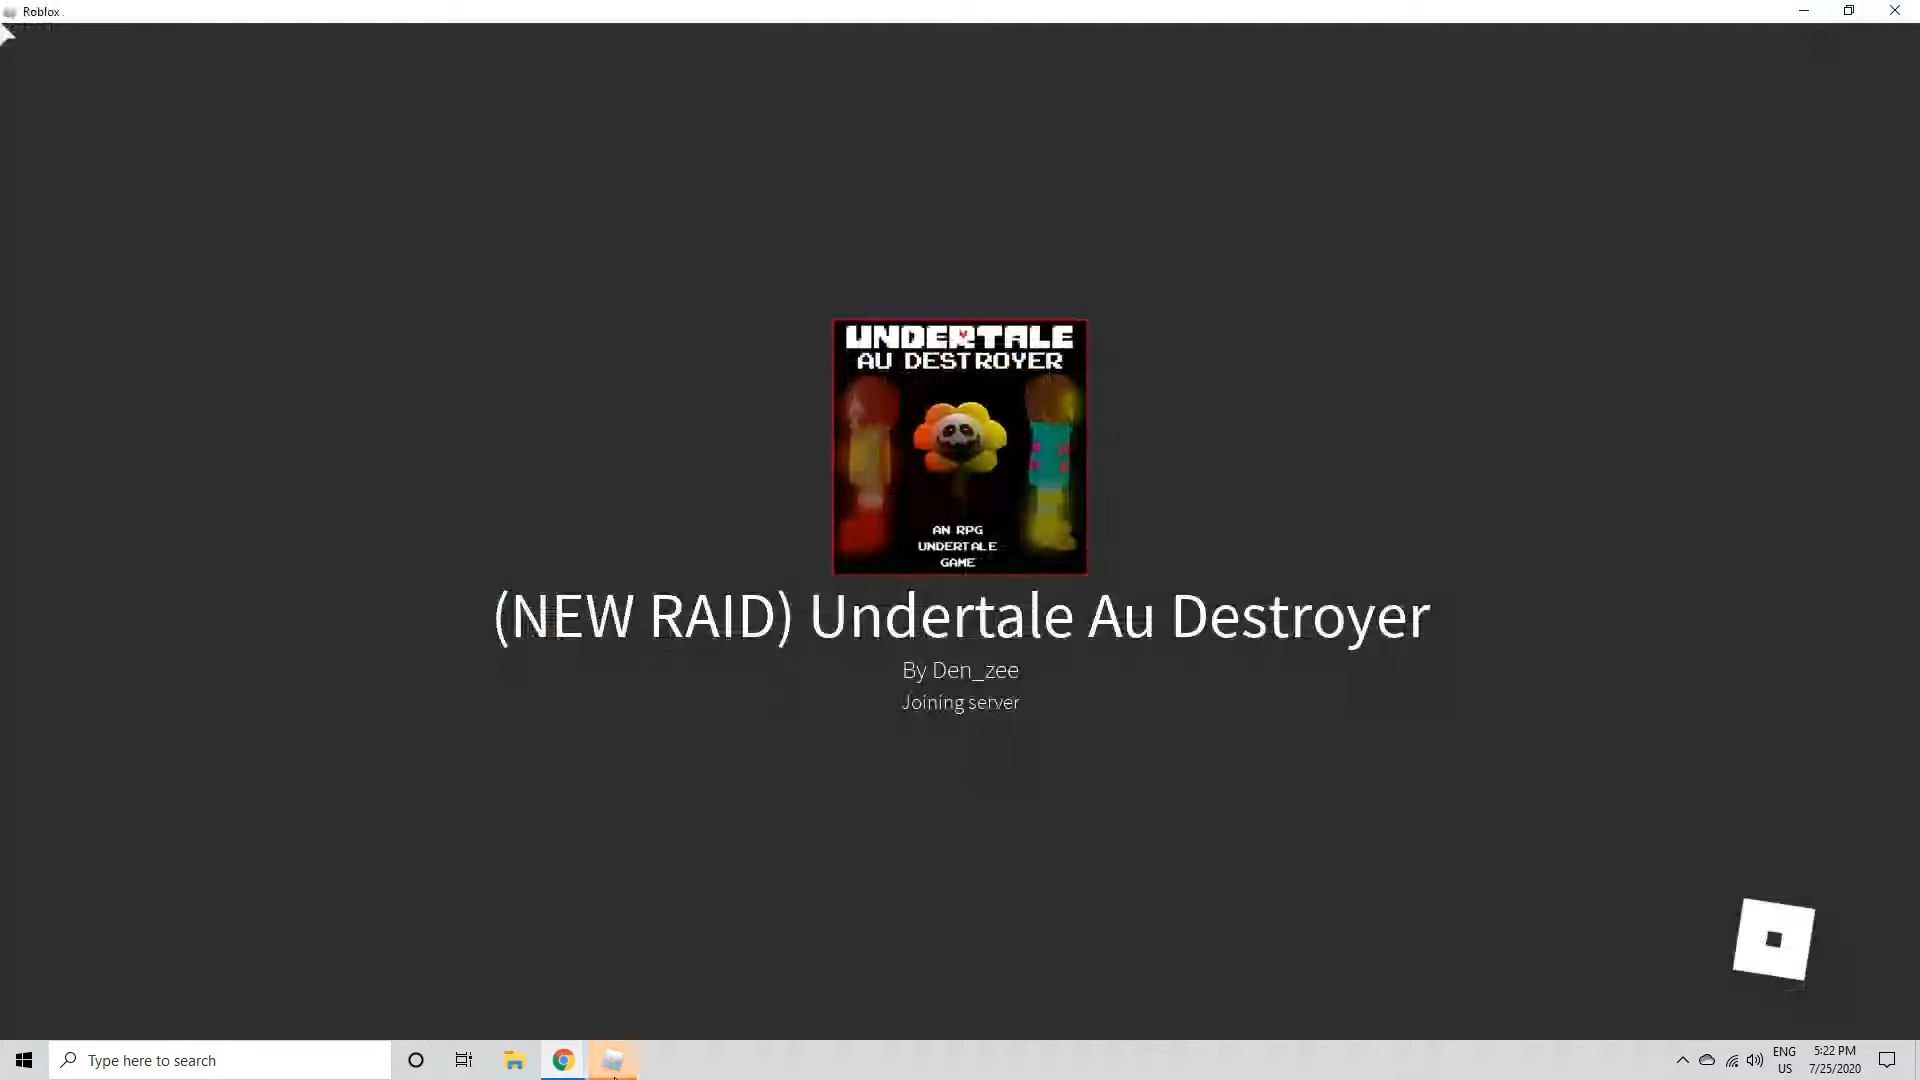 Roblox
UNDERTALE
AU DESTROYER
AN RPG
UNDERTALE
GAME
(NEW RAID) Undertale Au Destroyer
By Den_zee
Joining server
Type here to search
ENG
US
5:22 PM
7/25/2020